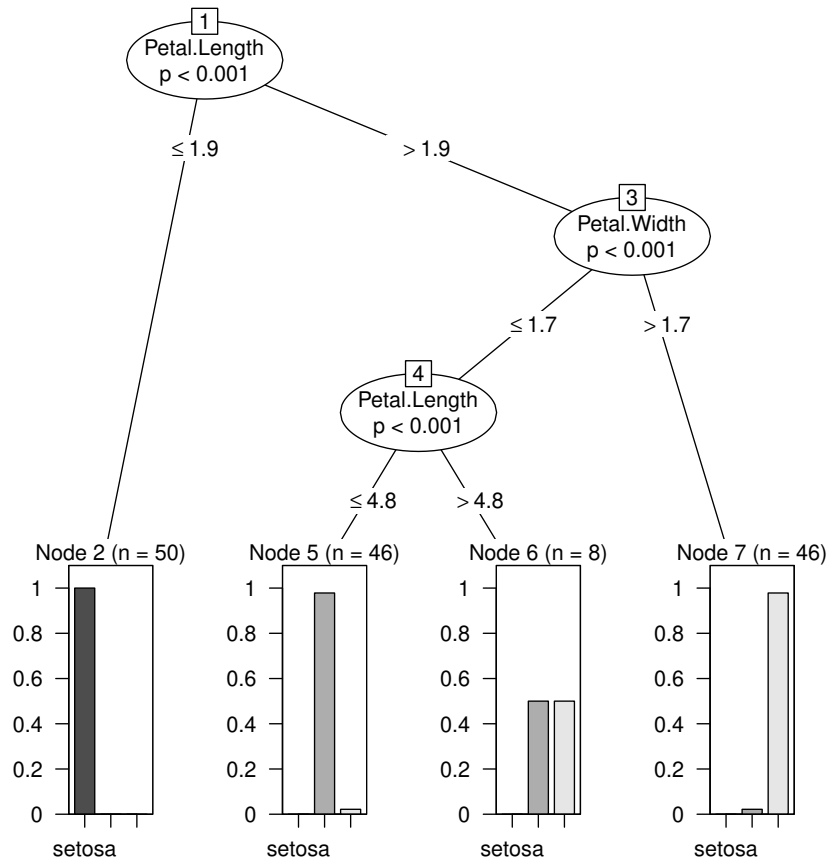 1
Petal.Length
p < 0.001
≤ 1.9
> 1.9
3
Petal.Width
p < 0.001
≤ 1.7
> 1.7
4
Petal.Length
p < 0.001
≤ 4.8
> 4.8
Node 2 (n = 50)
1
0.8
0.6
0.4
0.2
0
setosa
Node 5 (n = 46)
1
0.8
0.6
0.4
0.2
0
setosa
Node 6 (n = 8)
1
0.8
0.6
0.4
0.2
0
setosa
Node 7 (n = 46)
1
0.8
0.6
0.4
0.2
0
setosa